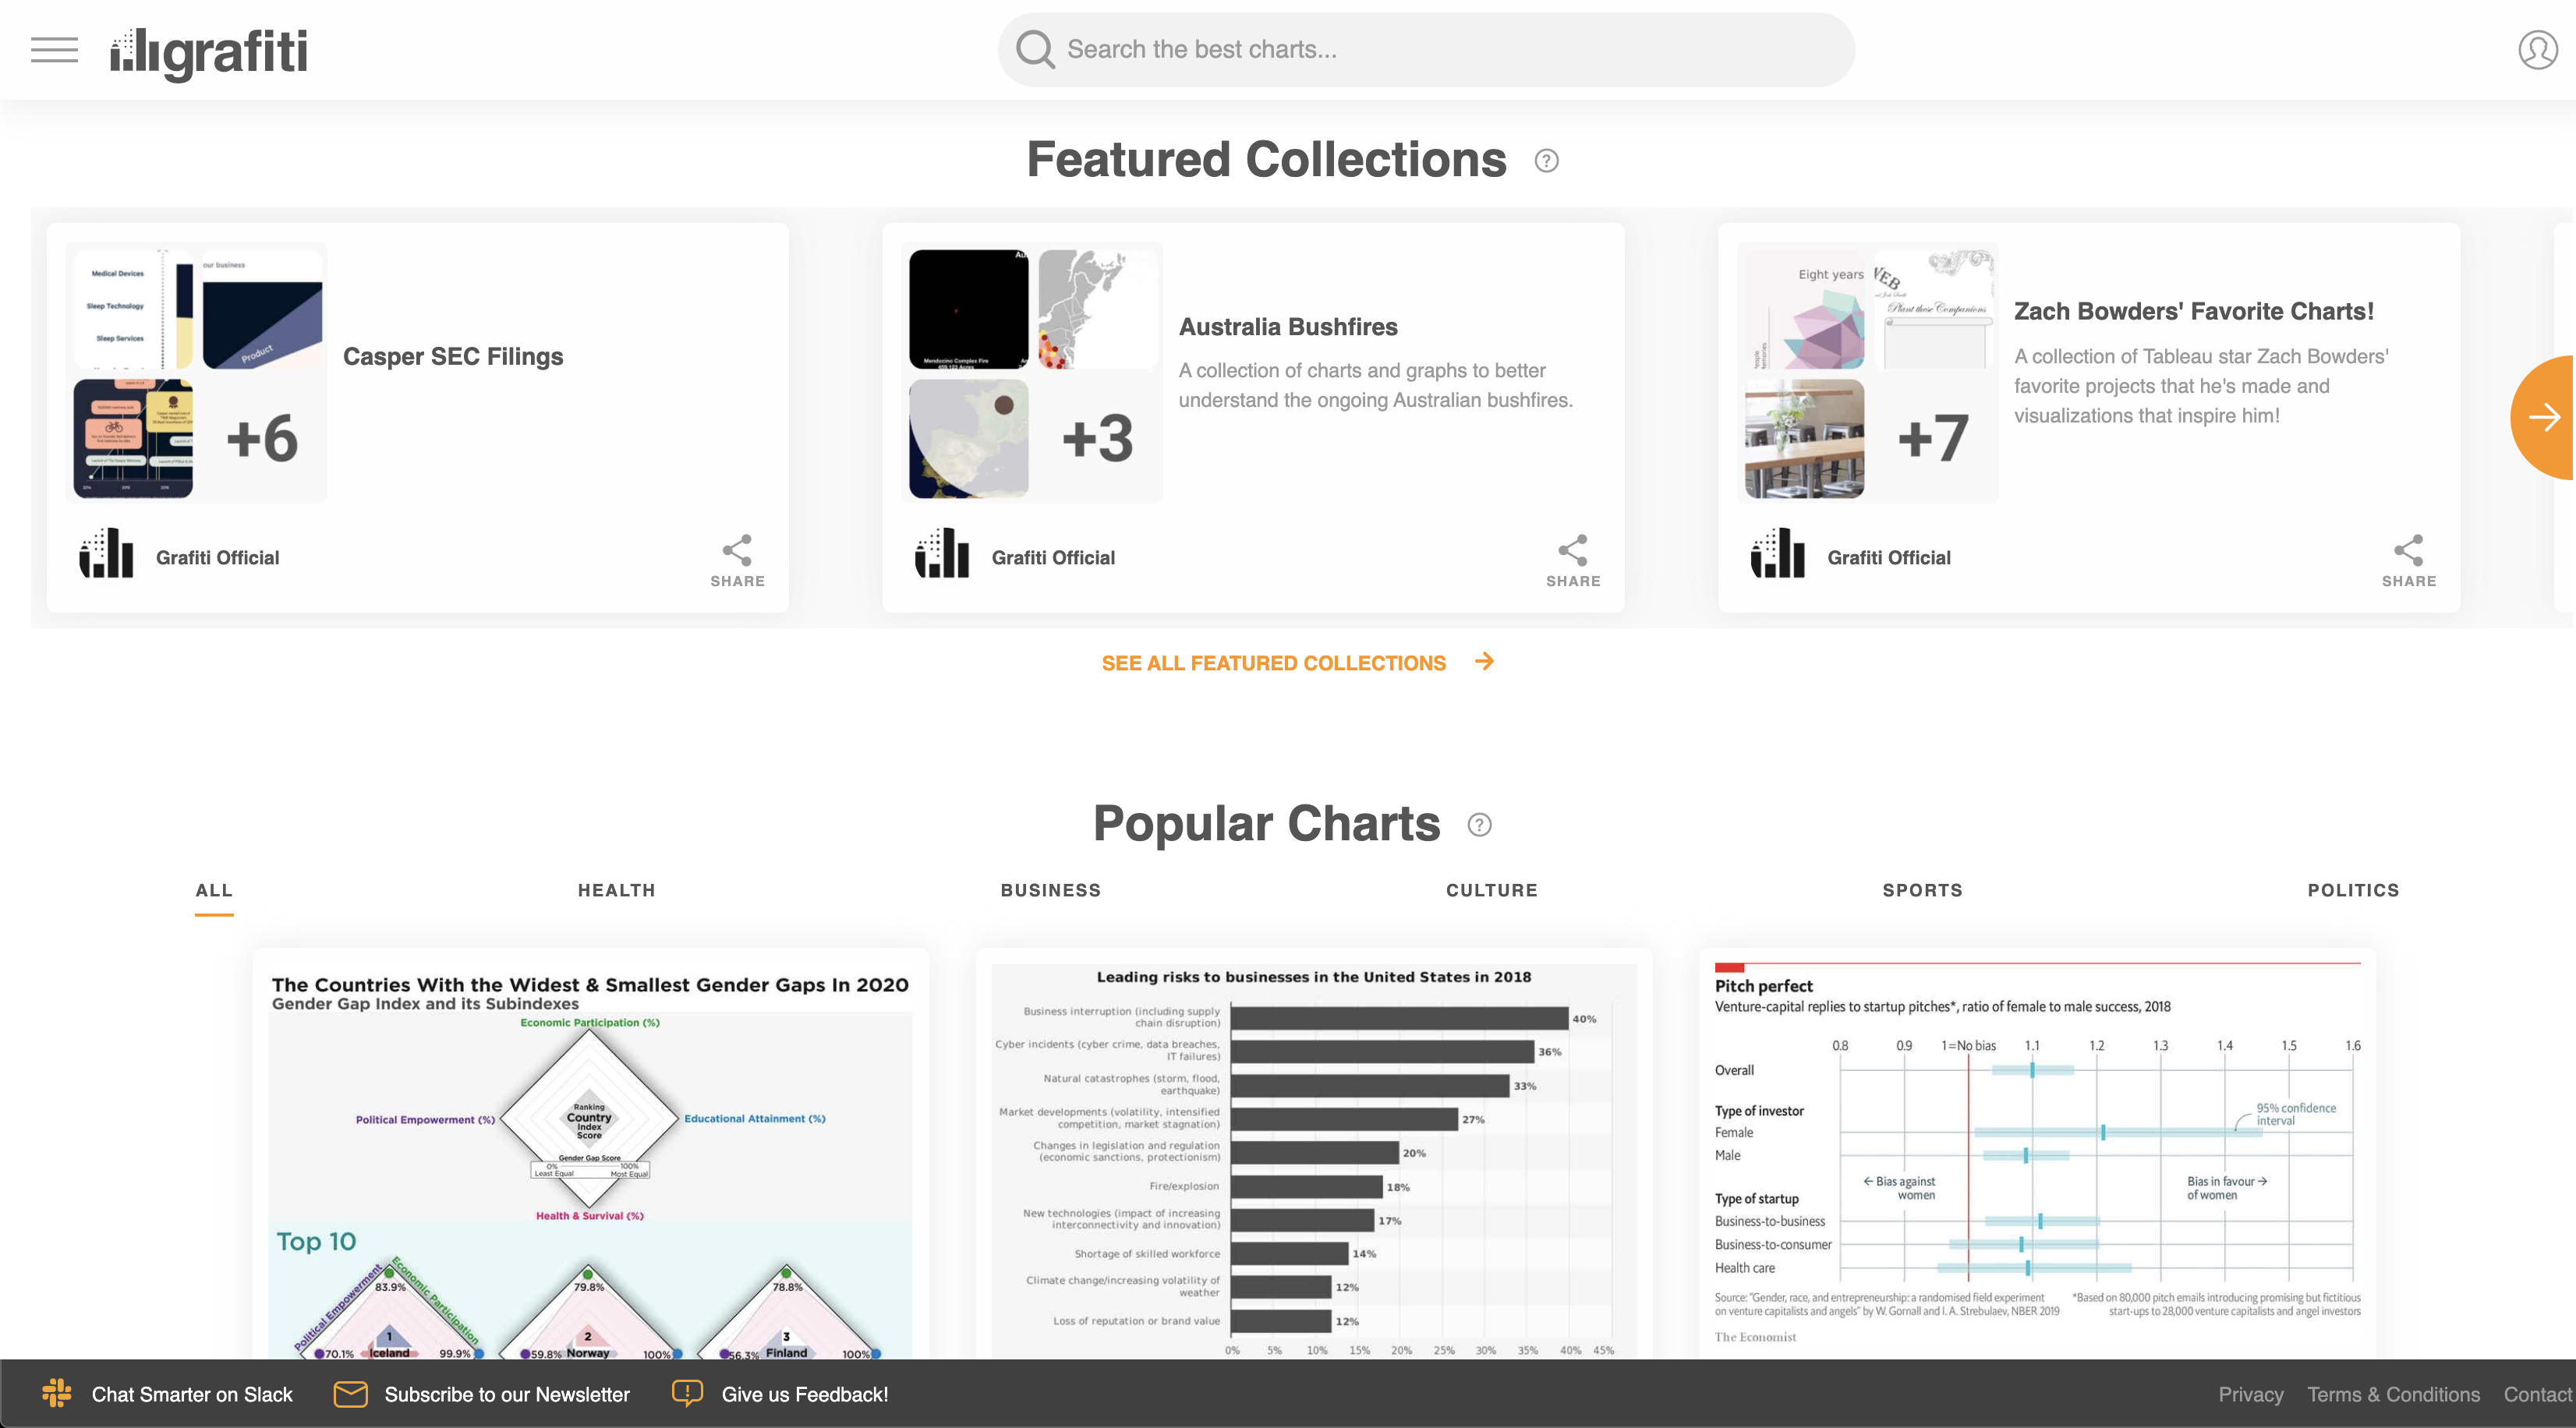 grafiti
Search the best charts...
Featured Collections
?
Medical Devices
Sleep Technology
Sleep Services
our business
Product
+6
Casper SEC Filings
Grafiti Official
SHARE
Mendocino Complex Fire
459,123 Acres
+3
Australia Bushfires
A collection of charts and graphs to better
understand the ongoing Australian bushfires.
Grafiti Official
SHARE
Eight years
Plant these Companions
+7
Zach Bowders' Favorite Charts!
A collection of Tableau star Zach Bowders'
favorite projects that he's made and
visualizations that inspire him!
Grafiti Official
SHARE
SEE ALL FEATURED COLLECTIONS
Popular Charts
?
ALL HEALTH BUSINESS CULTURE SPORTS POLITICS
The Countries With the Widest & Smallest Gender Gaps In 2020
Gender Gap Index and its Subindexes
Economic Participation (%)
Political Empowerment (%)
Ranking
Country
Index
Score
Educational Attainment (%)
Gender Gap Score
0% 100%
Least Equal Most Equal
Health & Survival (%)
Top 10
Political Empowerment
Economic Participation
83.9%
1
70.1% Iceland 99.9%
79.8%
2
59.8% Norway 100%
78.8%
3
56.3% Finland 100%
Leading risks to businesses in the United States in 2018
Business interruption (including supply
chain disruption)
40%
Cyber incidents (cyber crime, data breaches,
IT failures)
36%
Natural catastrophes (storm, flood,
earthquake)
33%
Market developments (volatility, intensified
competition, market stagnation)
27%
Changes in legislation and regulation
(economic sanctions, protectionism)
20%
Fire/explosion
18%
New technologies (impact of increasing
interconnectivity and innovation)
17%
Shortage of skilled workforce
14%
Climate change/increasing volatility of
weather
12%
Loss of reputation or brand value
12%
0% 5% 10% 15% 20% 25% 30% 35% 40% 45%
Pitch perfect
Venture-capital replies to startup pitches*, ratio of female to male success, 2018
0.8 0.9 1=No bias 1.1 1.2 1.3 1.4 1.5 1.6
Overall
Type of investor
95% confidence
interval
Female
Male
← Bias against
women
Bias in favour →
of women
Type of startup
Business-to-business
Business-to-consumer
Health care
Source: "Gender, race, and entrepreneurship: a randomised field experiment
on venture capitalists and angels" by W. Gornall and I. A. Strebulaev, NBER 2019
*Based on 80,000 pitch emails introducing promising but fictitious
start-ups to 28,000 venture capitalists and angel investors
The Economist
Chat Smarter on Slack Subscribe to our Newsletter Give us Feedback! Privacy Terms & Conditions Contact